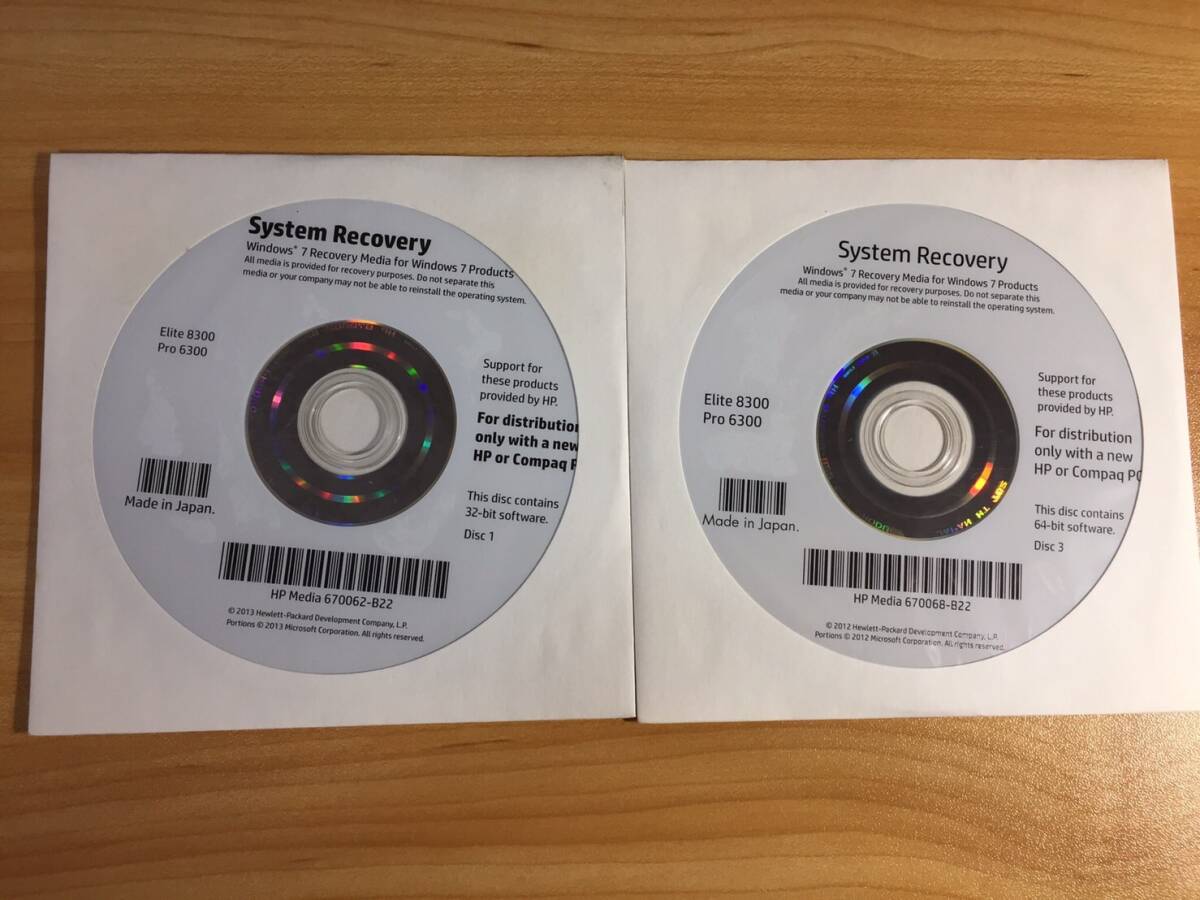 System Recovery
Windows® 7 Recovery Media for Windows 7 Products
All media is provided for recovery purposes. Do not separate this
media or your company may not be able to reinstall the operating system.
Elite 8300
Pro 6300
Support for
these products
provided by HP.
For distribution
only with a new
HP or Compaq P
This disc contains
32-bit software.
Disc 1
Made in Japan.
HP Media 670062-B22
© 2013 Hewlett-Packard Development Company, L.P.
Portions © 2013 Microsoft Corporation. All rights reserved.
System Recovery
Windows® 7 Recovery Media for Windows 7 Products
All media is provided for recovery purposes. Do not separate this
media or your company may not be able to reinstall the operating system.
Elite 8300
Pro 6300
Support for
these products
provided by HP.
For distribution
only with a new
HP or Compaq PC
This disc contains
64-bit software.
Disc 3
Made in Japan.
HP Media 670068-B22
© 2012 Hewlett-Packard Development Company, L.P.
Portions © 2012 Microsoft Corporation. All rights reserved.